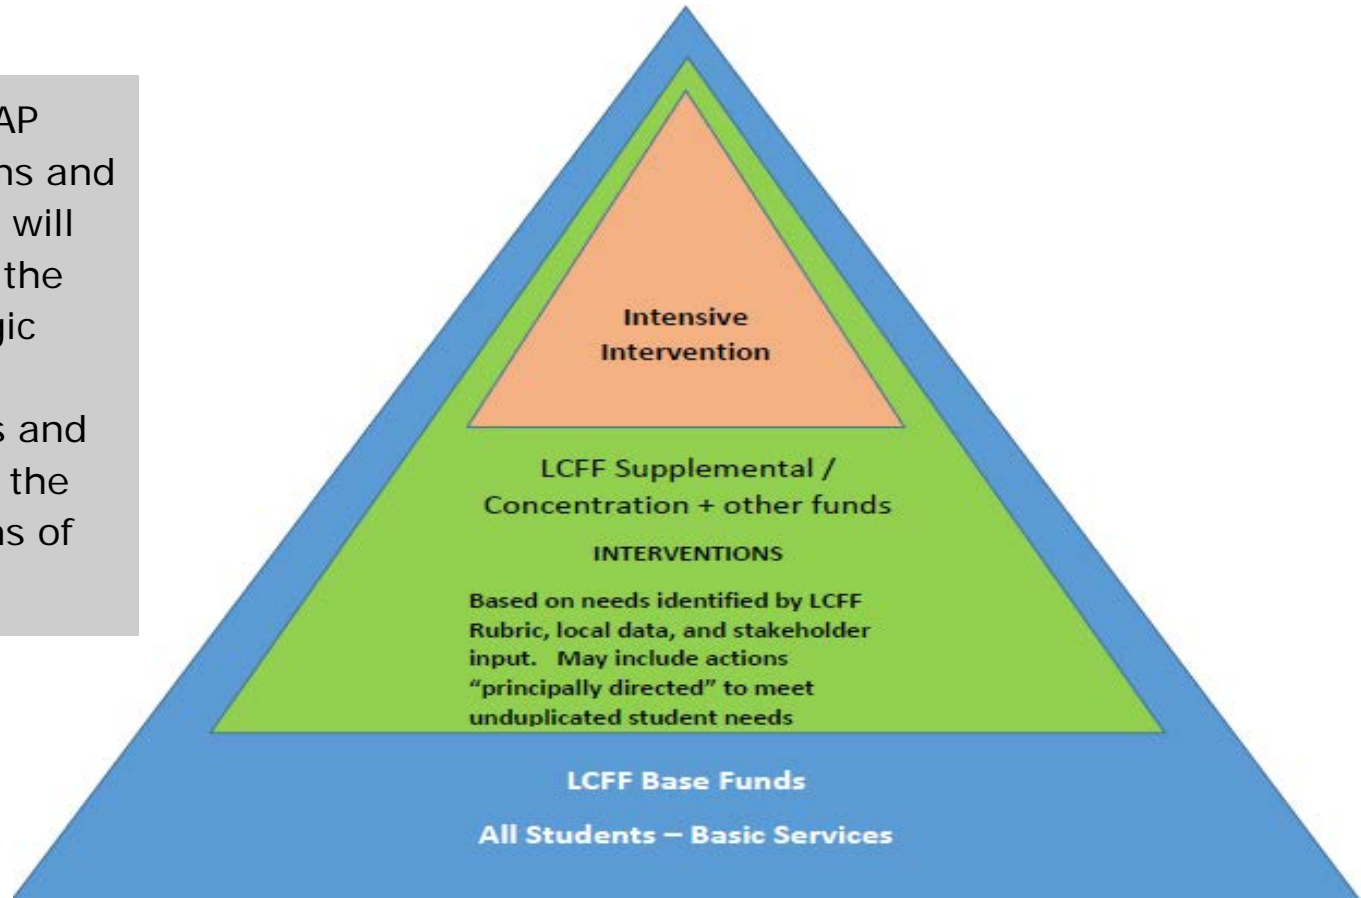 AP
ns and
will
the
gic
s and
the
ns of
Intensive
Intervention
LCFF Supplemental /
Concentration + other funds
INTERVENTIONS
Based on needs identified by LCFF
Rubric, local data, and stakeholder
input.   May include actions
“principally directed” to meet
unduplicated student needs
LCFF Base Funds
All Students – Basic Services